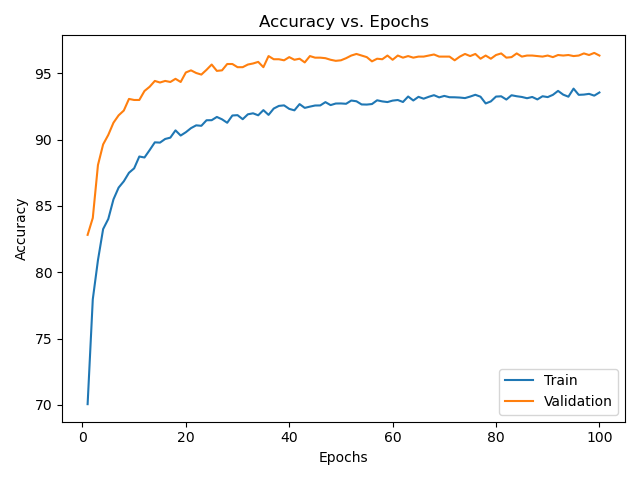 Accuracy vs. Epochs
Accuracy
95
90
85
80
75
70
0 20 40 60 80 100
Epochs
Train
Validation